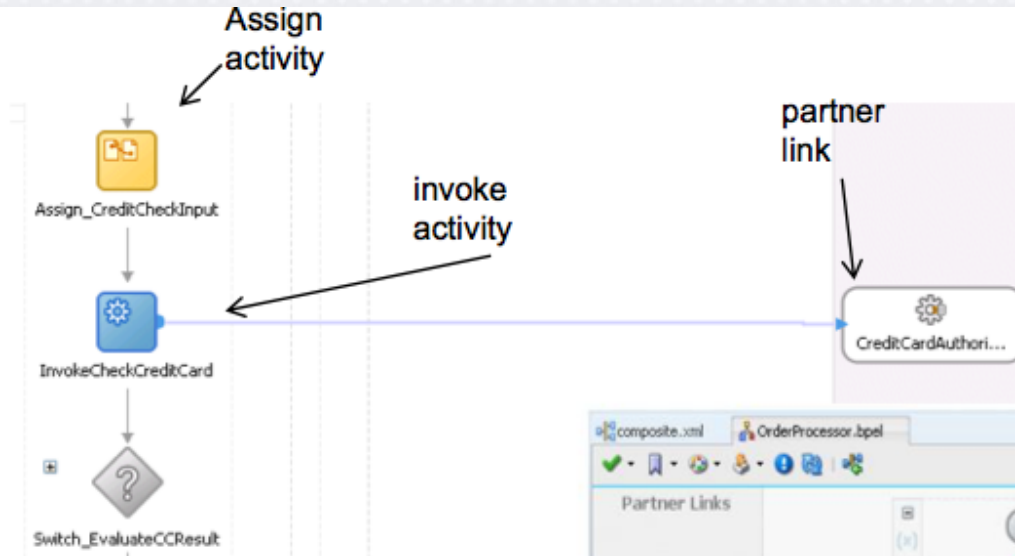 Assign
activity
partner
link
Assign_CreditCheckInput
invoke
activity
InvokeCheckCreditCard
CreditCardAuthori...
composite.xml
OrderProcessor.bpel
Partner Links
Switch_EvaluateCCResult